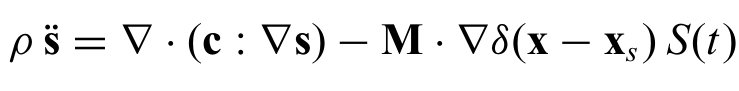 ρ s̈ = ∇ · (c : ∇s) − M · ∇δ(x − xₛ) S(t)